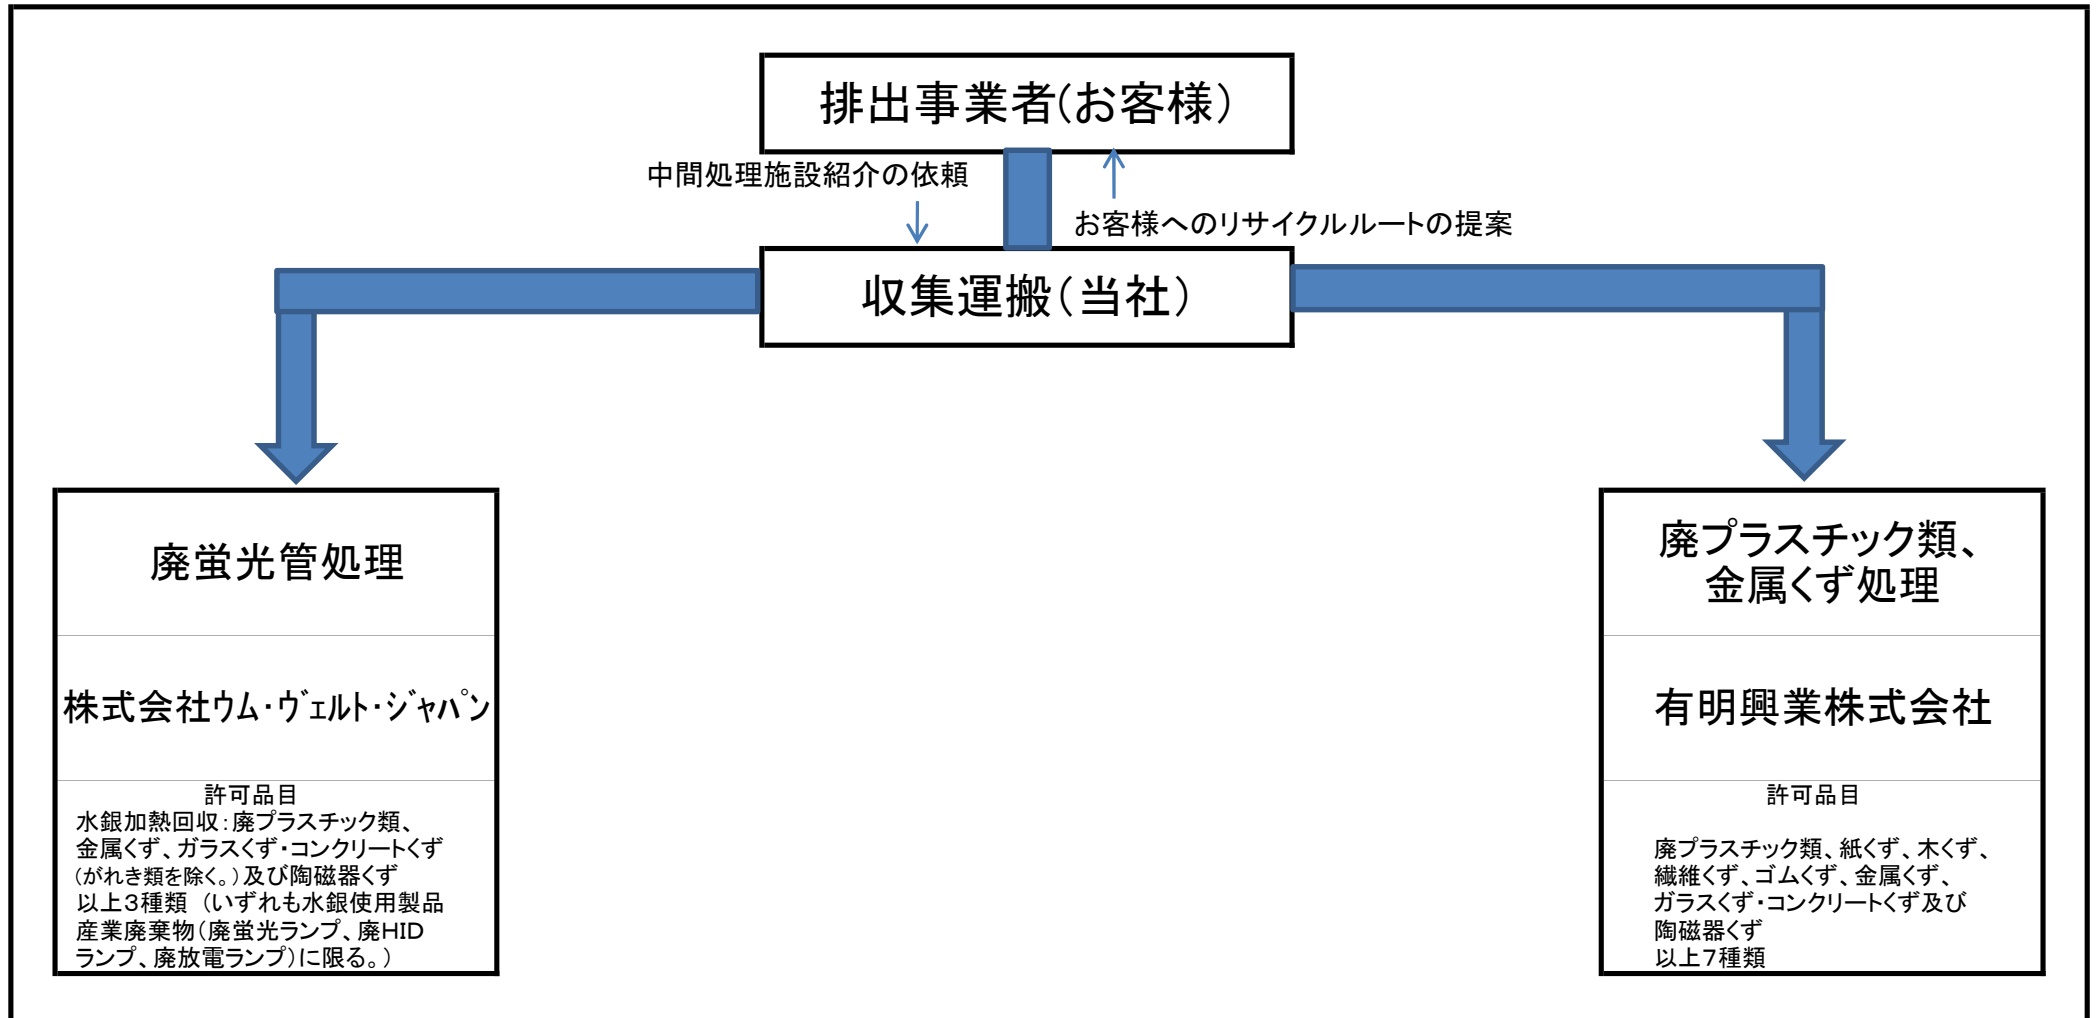 排出事業者(お客様)
中間処理施設紹介の依頼
お客様へのリサイクルルートの提案
収集運搬(当社)
廃蛍光管処理
株式会社ｳﾑ･ｳﾞｪﾙﾄ･ｼﾞｬﾊﾟﾝ
許可品目
水銀加熱回収:廃プラスチック類、
金属くず、ガラスくず・コンクリートくず
(がれき類を除く。)及び陶磁器くず
以上3種類 (いずれも水銀使用製品
産業廃棄物(廃蛍光ランプ、廃HID
ランプ、廃放電ランプ)に限る。)
廃プラスチック類、
金属くず処理
有明興業株式会社
許可品目
廃プラスチック類、紙くず、木くず、
繊維くず、ゴムくず、金属くず、
ガラスくず・コンクリートくず及び
陶磁器くず
以上7種類